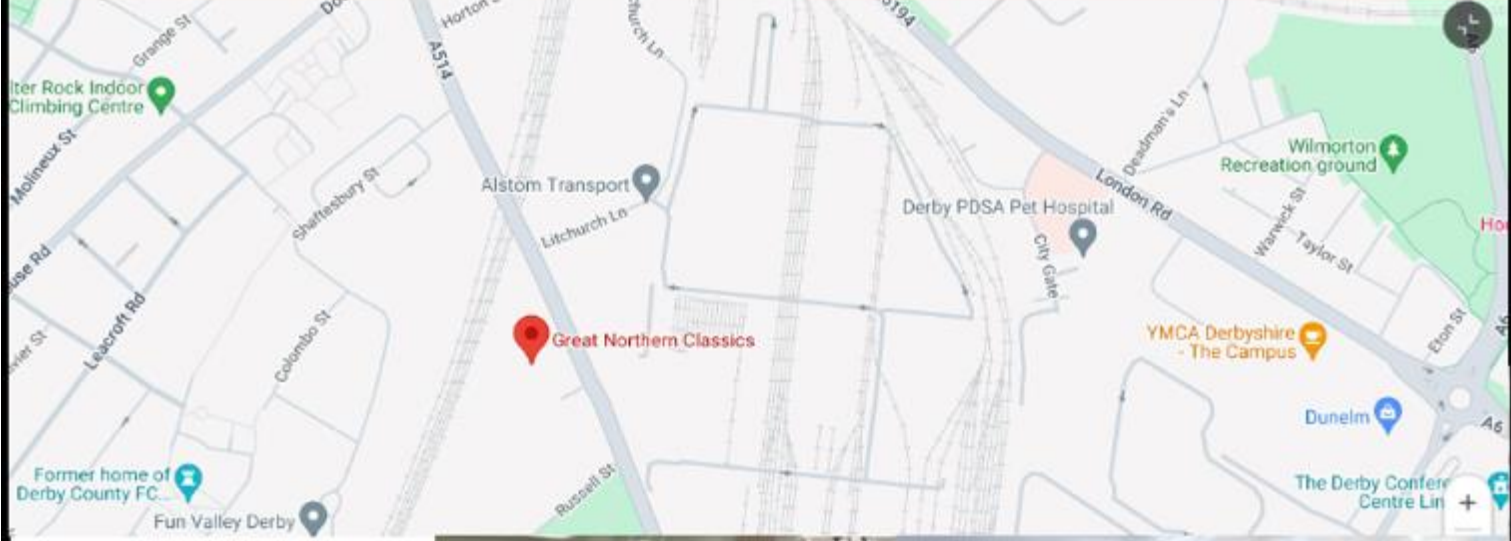 Grange St
Horton
A514
Litchurch Ln
Alstom Transport
Climbing Centre
Rock Indoor
Molineux St
Shaftesbury St
Deadman's Ln
Wilmorton
Recreation ground
London Rd
Derby PDSA Pet Hospital
City Gate
Warwick St
Taylor St
Rd
Leacroft Rd
Colombo St
Great Northern Classics
YMCA Derbyshire
- The Campus
Eton St
Dunelm
A6
Former home of
Derby County FC...
Fun Valley Derby
Russell St
The Derby
Centre
+